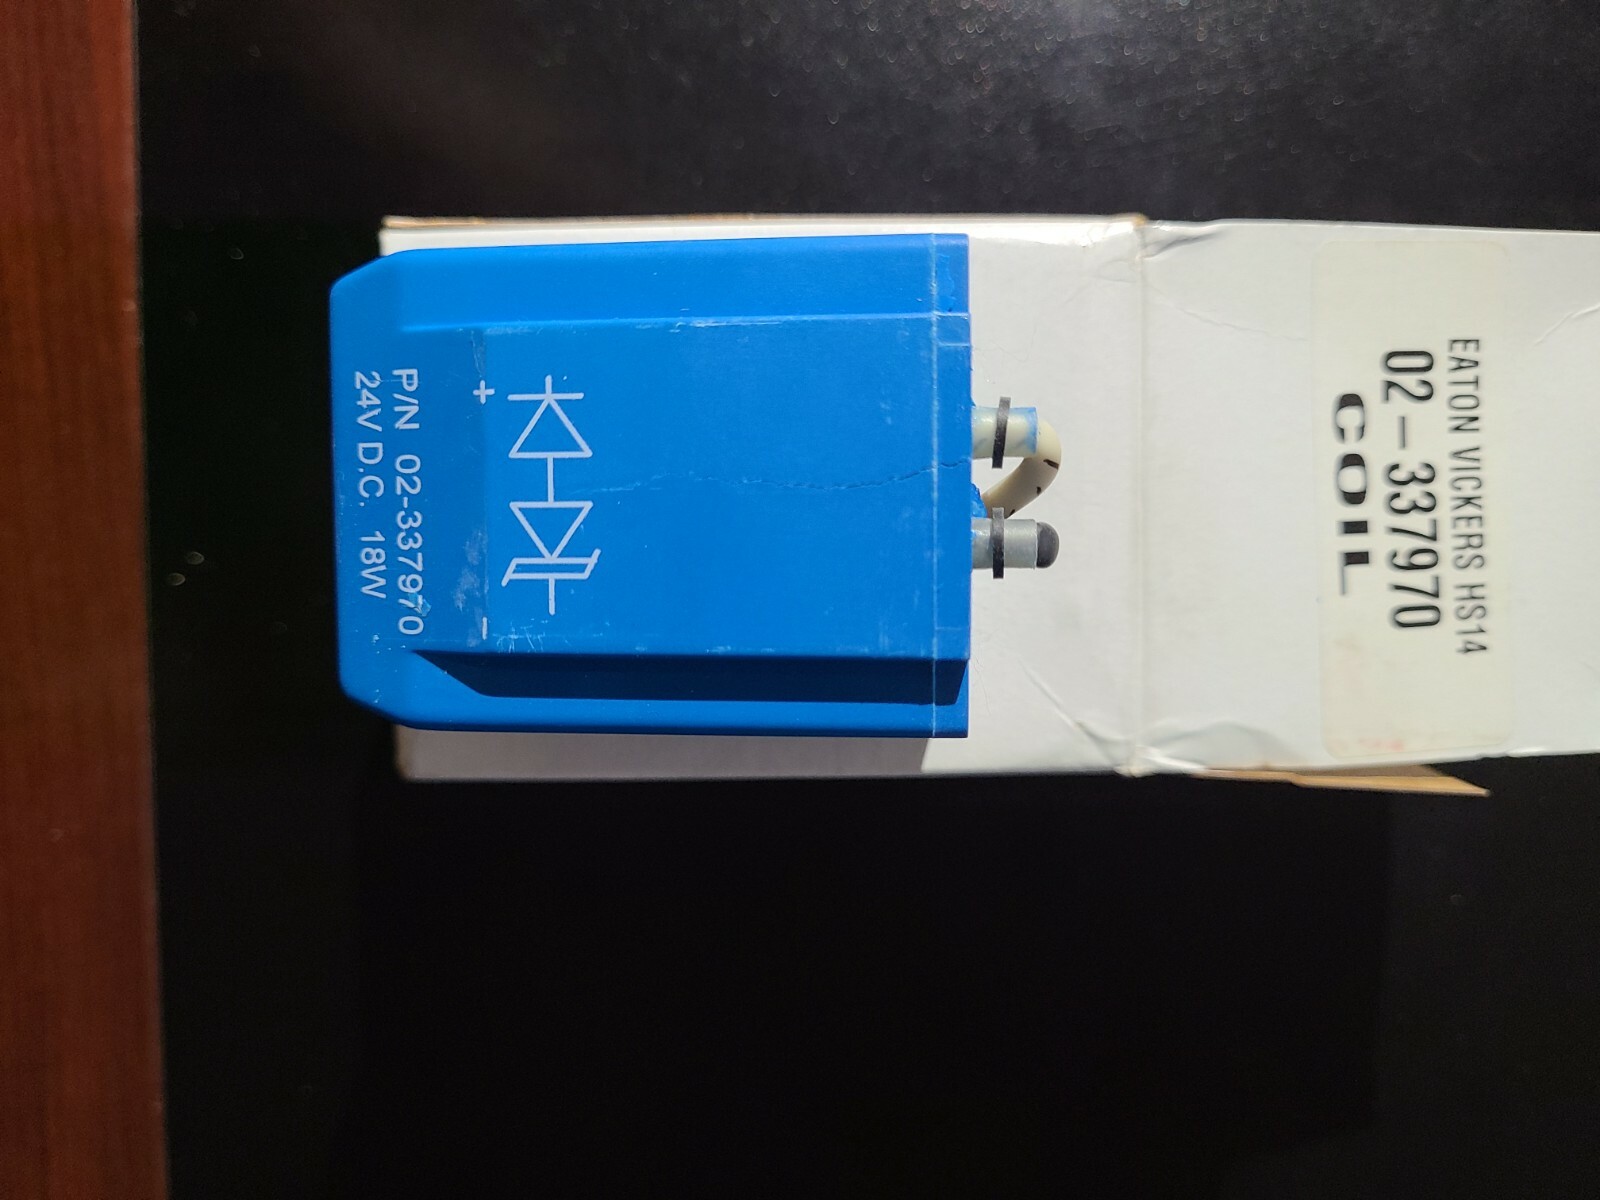 +
-
P/N 02-337970
24V D.C. 18W
EATON VICKERS HS14
02-337970
COIL